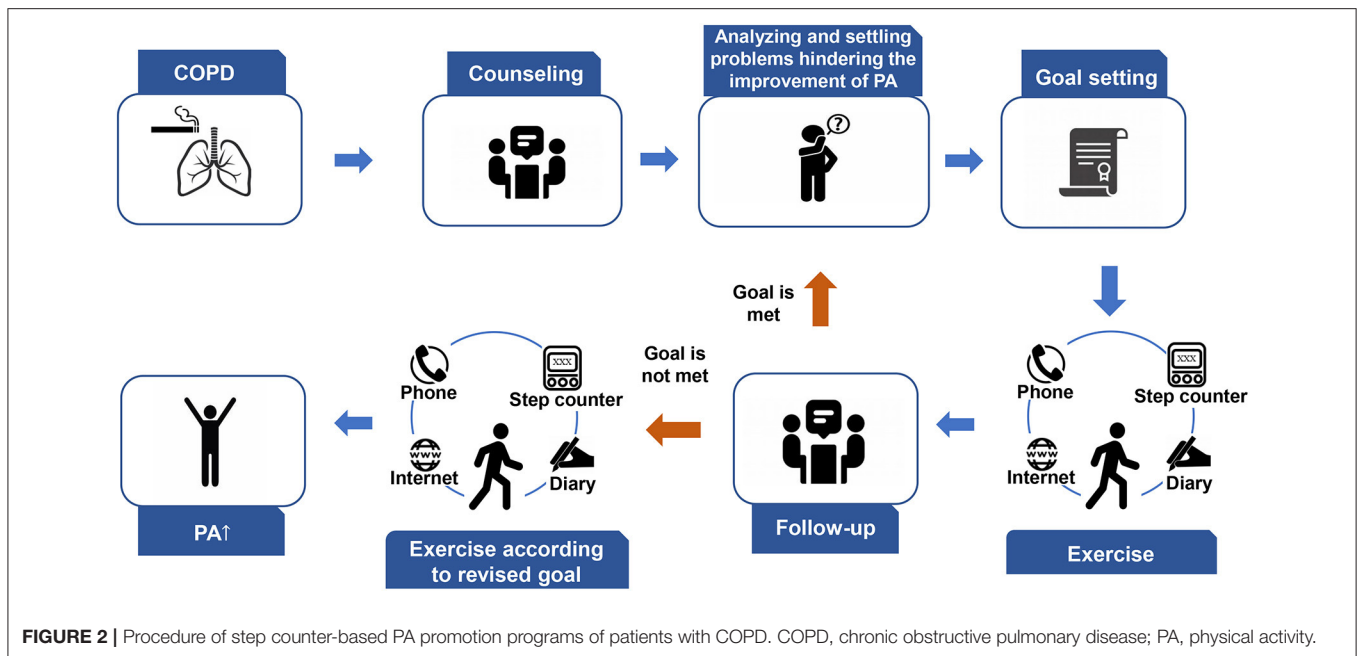 COPD
Counseling
Analyzing and settling
problems hindering the
improvement of PA
Goal setting
?
Goal is
met
Goal is
not met
Phone
xxx
Step counter
www
Internet
Diary
PA↑
Exercise according
to revised goal
Follow-up
xxx
Phone
Step counter
www
Internet
Diary
Exercise
FIGURE 2 | Procedure of step counter-based PA promotion programs of patients with COPD. COPD, chronic obstructive pulmonary disease; PA, physical activity.